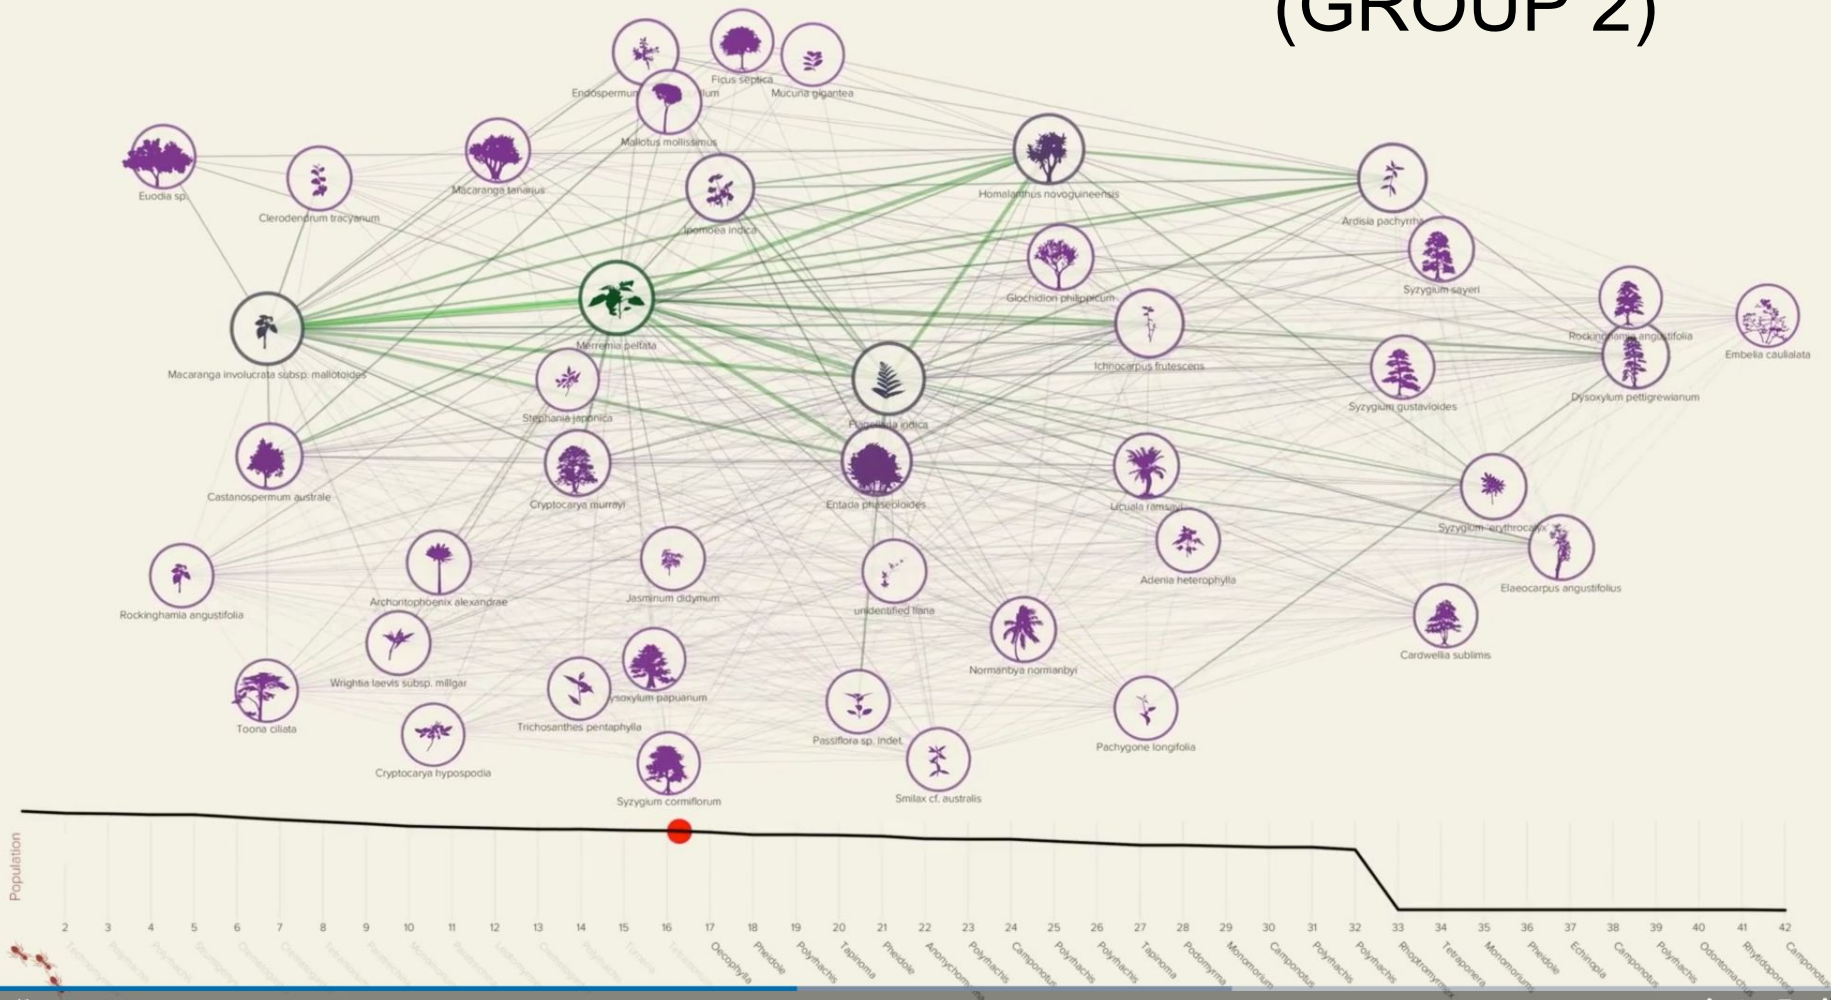 (GROUP 2)
Ficus septica
Mucuna gigantea
Mallotus mollissimus
Euodia sp.
Clerodendrum tracyanum
Macaranga tanarius
Ipomoea indica
Homalanthus novoguineensis
Ardisia pachyrrha
Glochidion philippicum
Syzygium sayeri
Merremia peltata
Macaranga involucrata subsp. mallotoides
Ichnocarpus frutescens
Rockinghamia angustifolia
Embelia caulialata
Stephania japonica
Flagellaria indica
Syzygium gustavioides
Dysoxylum pettigrewianum
Castanospermum australe
Cryptocarya murrayi
Entada phaseoloides
Licuala ramsayi
Syzygium 'erythrocalyx'
Rockinghamia angustifolia
Archontophoenix alexandrae
Jasminum didymum
unidentified liana
Adenia heterophylla
Elaeocarpus angustifolius
Wrightia laevis subsp. millgar
ysoxylum papuanum
Normanbya normanbyi
Cardwellia sublimis
Toona ciliata
Trichosanthes pentaphylla
Passiflora sp. indet.
Pachygone longifolia
Cryptocarya hypospodia
Syzygium cormiflorum
Smilax cf. australis
Population
2 3 4 5 6 7 8 9 10 11 12 13 14 15 16 17 18 19 20 21 22 23 24 25 26 27 28 29 30 31 32 33 34 35 36 37 38 39 40 41 42
Oecophylla
Pheidole
Polyrhachis
Tapinoma
Pheidole
Polyrhachis
Camponotus
Polyrhachis
Polyrhachis
Tapinoma
Podomyrma
Monomorium
Camponotus
Polyrhachis
Polyrhachis
Rhoptromyrmex
Tetraponera
Monomorium
Pheidole
Echinopla
Camponotus
Polyrhachis
Odontomachus
Rhytidoponera
Camponotus